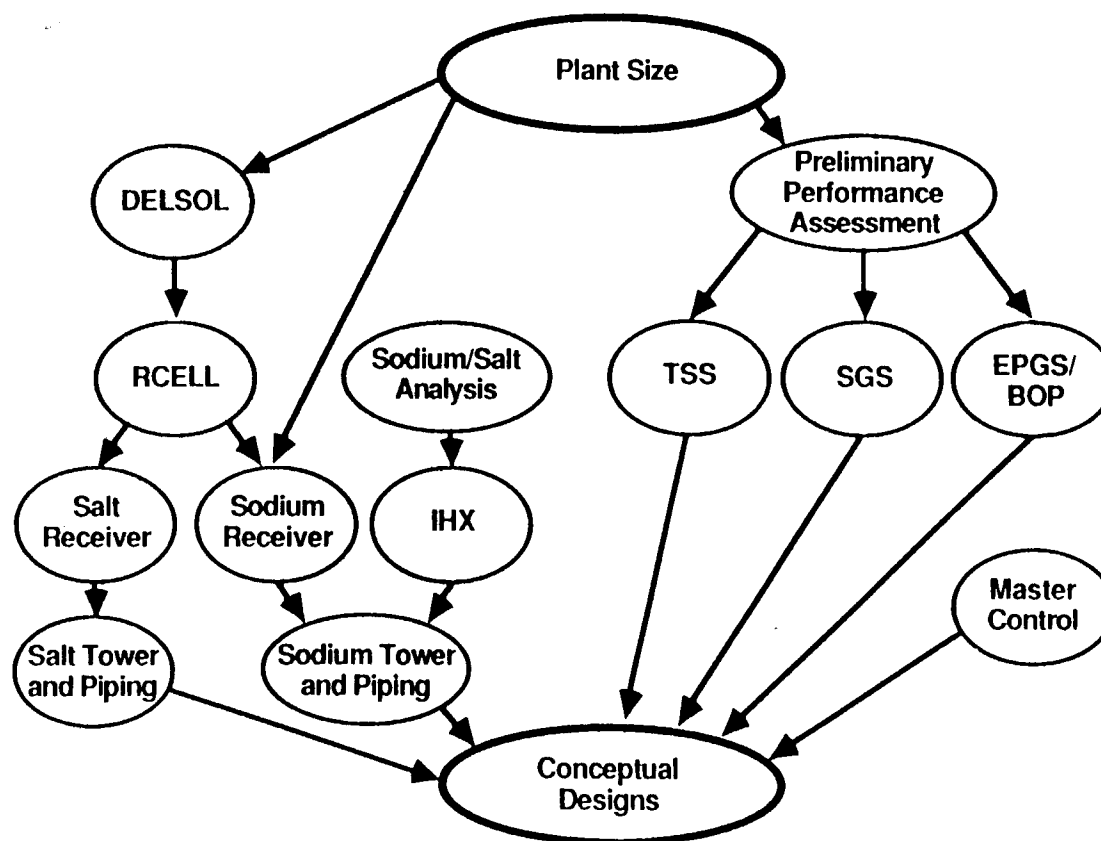 Plant Size
Preliminary
Performance
Assessment
DELSOL
RCELL
Sodium/Salt
Analysis
TSS
SGS
EPGS/
BOP
Salt
Receiver
Sodium
Receiver
IHX
Master
Control
Salt Tower
and Piping
Sodium Tower
and Piping
Conceptual
Designs